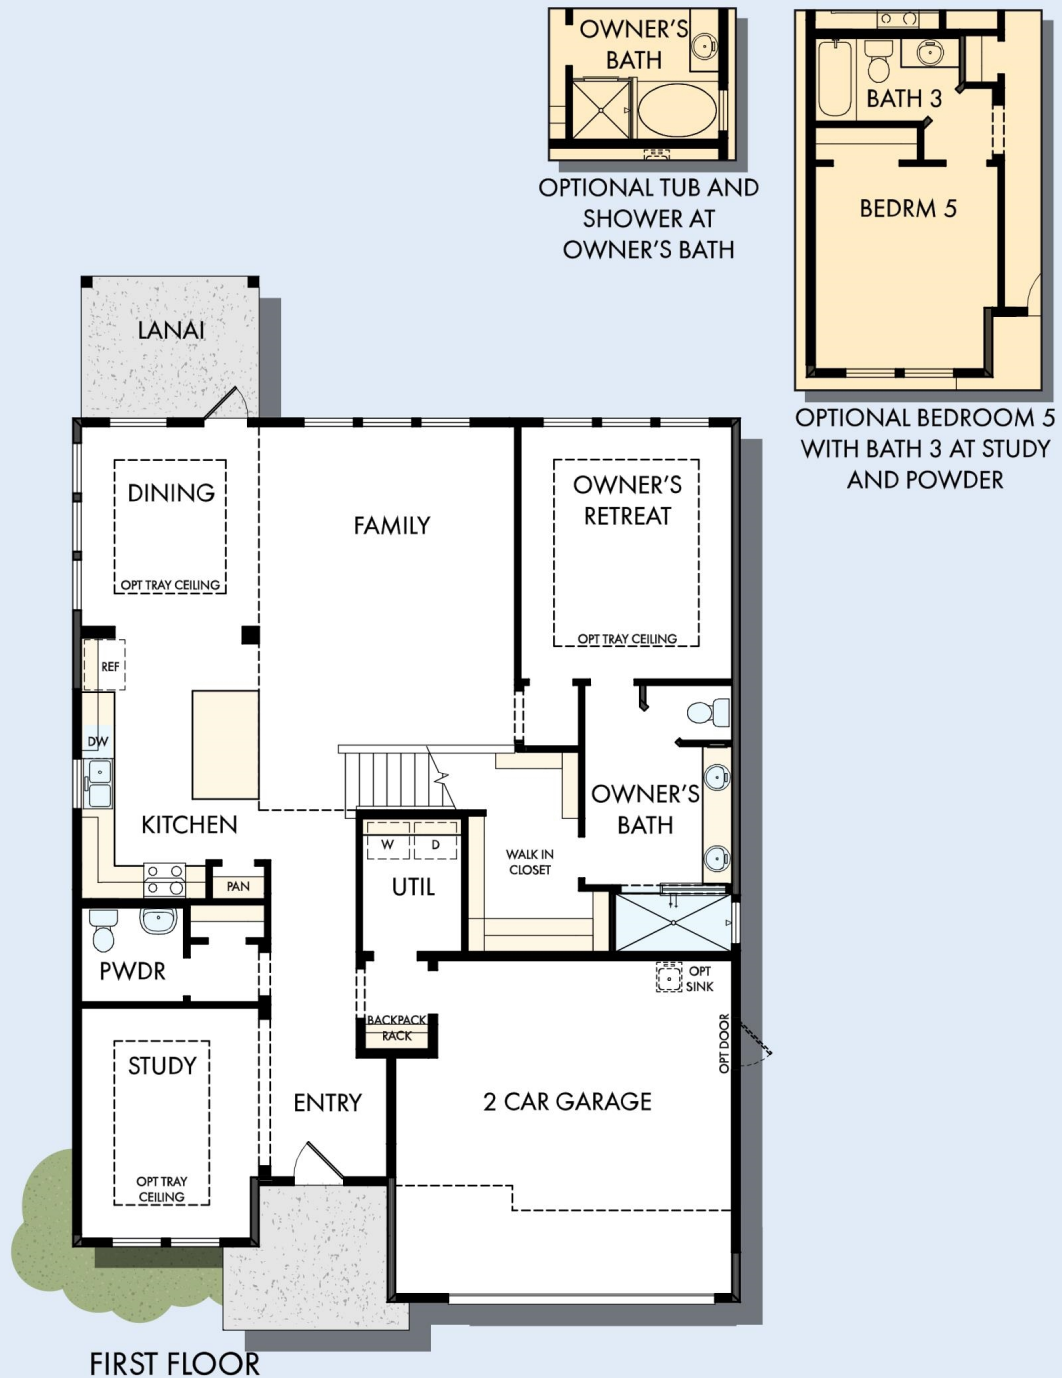 OWNER'S
BATH
OPTIONAL TUB AND
SHOWER AT
OWNER'S BATH
BATH 3
BEDRM 5
OPTIONAL BEDROOM 5
WITH BATH 3 AT STUDY
AND POWDER
LANAI
DINING
OPT TRAY CEILING
FAMILY
OWNER'S
RETREAT
OPT TRAY CEILING
REF
DW
KITCHEN
PAN
W
D
UTIL
WALK IN
CLOSET
OWNER'S
BATH
PWDR
BACKPACK
RACK
OPT
SINK
OPT DOOR
STUDY
OPT TRAY
CEILING
ENTRY
2 CAR GARAGE
FIRST FLOOR